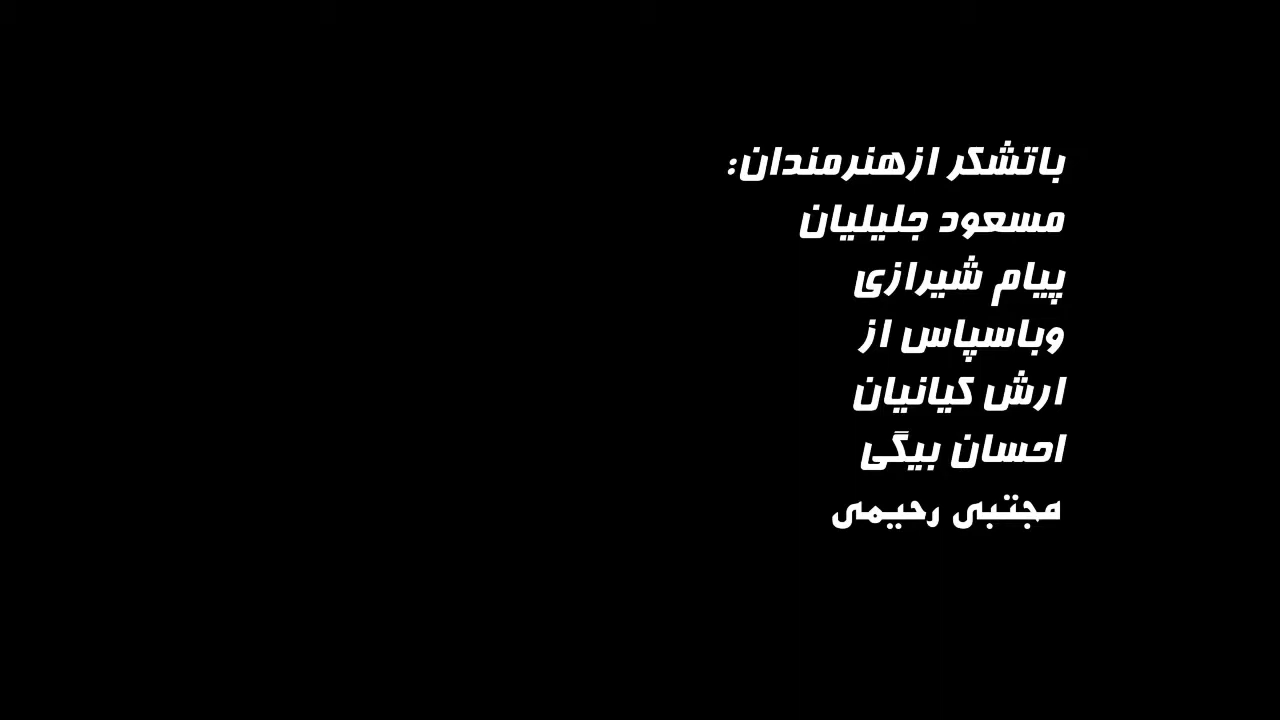 باتشکر ازهنرمندان:
مسعود جلیلیان
پیام شیرازی
وباسپاس از
ارش کیانیان
احسان بیگی
مجتبی رحیمی